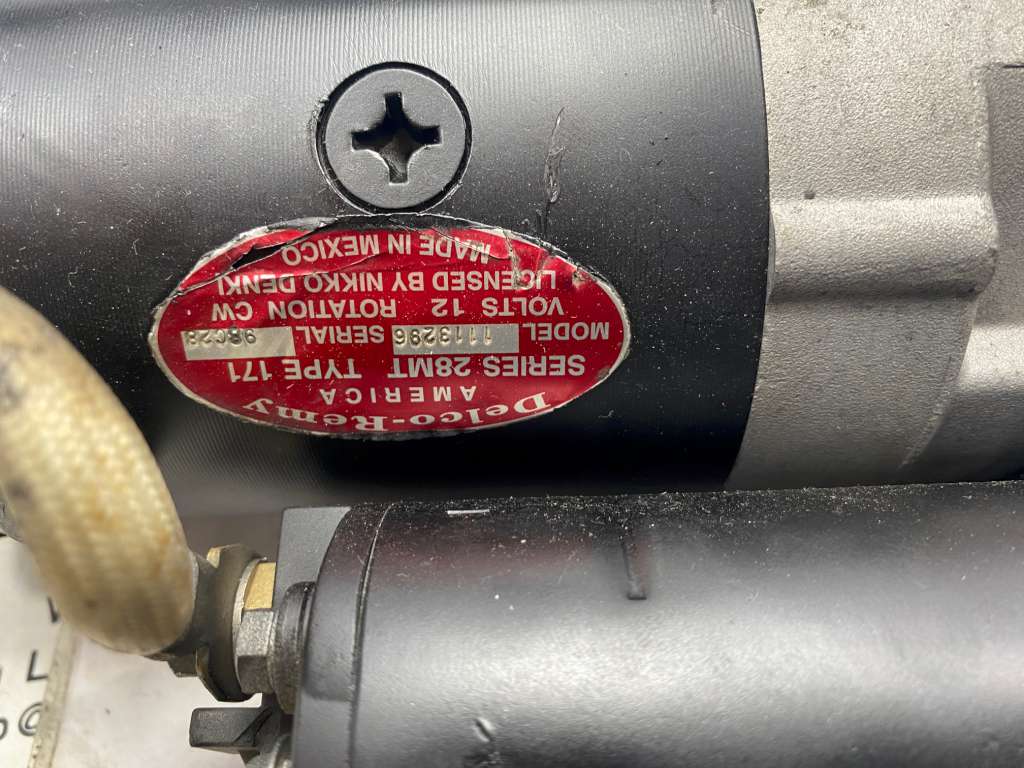 Delco-Remy
AMERICA
SERIES 28MT TYPE 171
MODEL 1113286 SERIAL 98C28
VOLTS 12 ROTATION CW
LICENSED BY NIKKO DENKI
MADE IN MEXICO